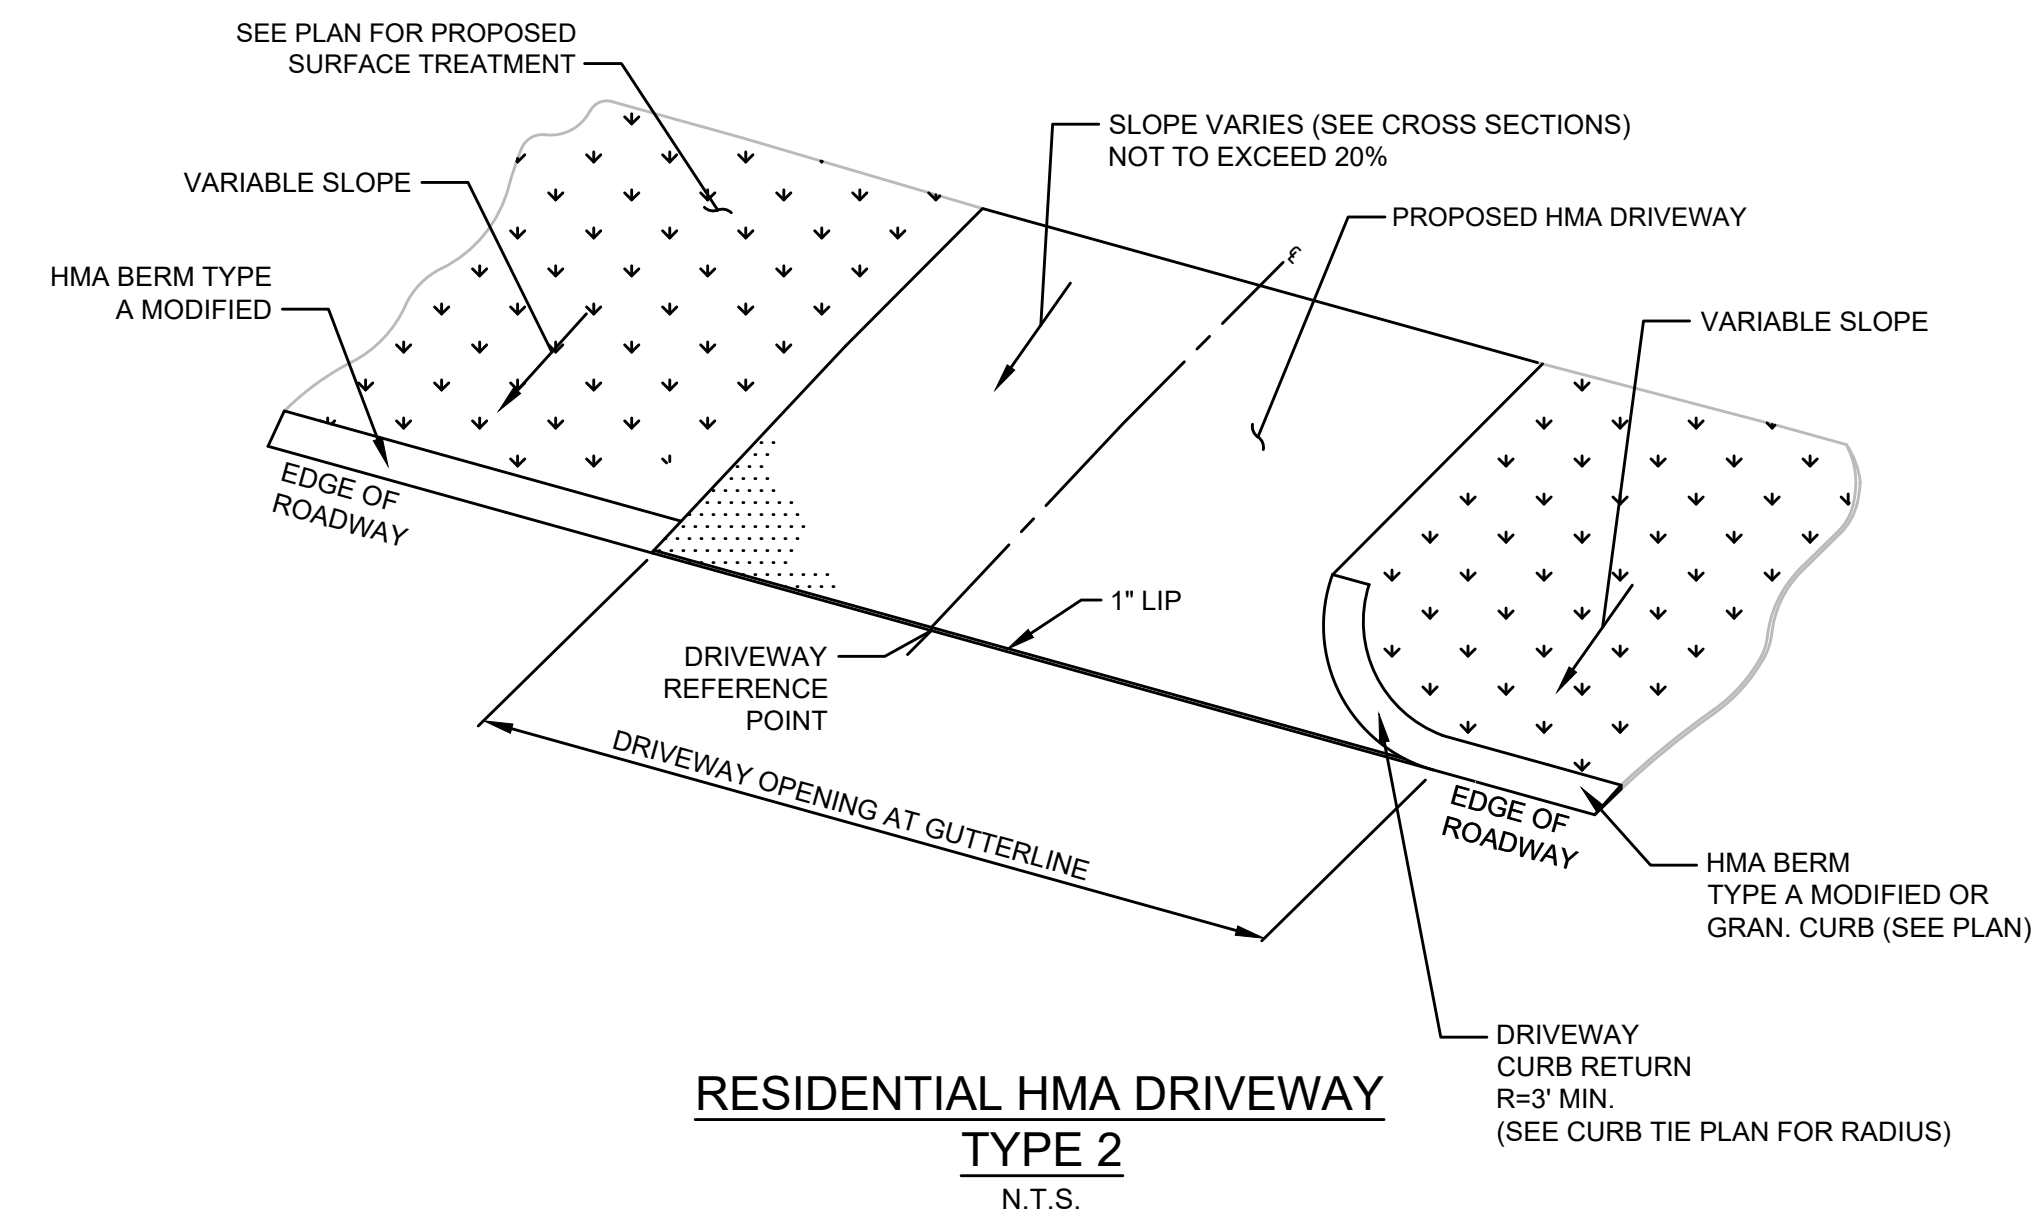 SEE PLAN FOR PROPOSED
SURFACE TREATMENT
SLOPE VARIES (SEE CROSS SECTIONS)
NOT TO EXCEED 20%
VARIABLE SLOPE
PROPOSED HMA DRIVEWAY
℄
HMA BERM TYPE
A MODIFIED
VARIABLE SLOPE
EDGE OF
ROADWAY
1" LIP
DRIVEWAY
REFERENCE
POINT
DRIVEWAY OPENING AT GUTTERLINE
EDGE OF
ROADWAY
HMA BERM
TYPE A MODIFIED OR
GRAN. CURB (SEE PLAN)
DRIVEWAY
CURB RETURN
R=3' MIN.
(SEE CURB TIE PLAN FOR RADIUS)
RESIDENTIAL HMA DRIVEWAY
TYPE 2
N.T.S.